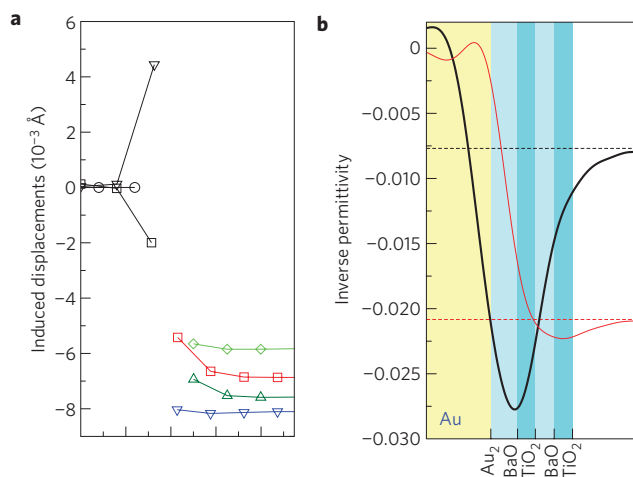 a
b
Induced displacements (10⁻³ Å)
6
4
2
0
−2
−4
−6
−8
Inverse permittivity
0
−0.005
−0.010
−0.015
−0.020
−0.025
−0.030
Au
Au₂
BaO
TiO₂
BaO
TiO₂